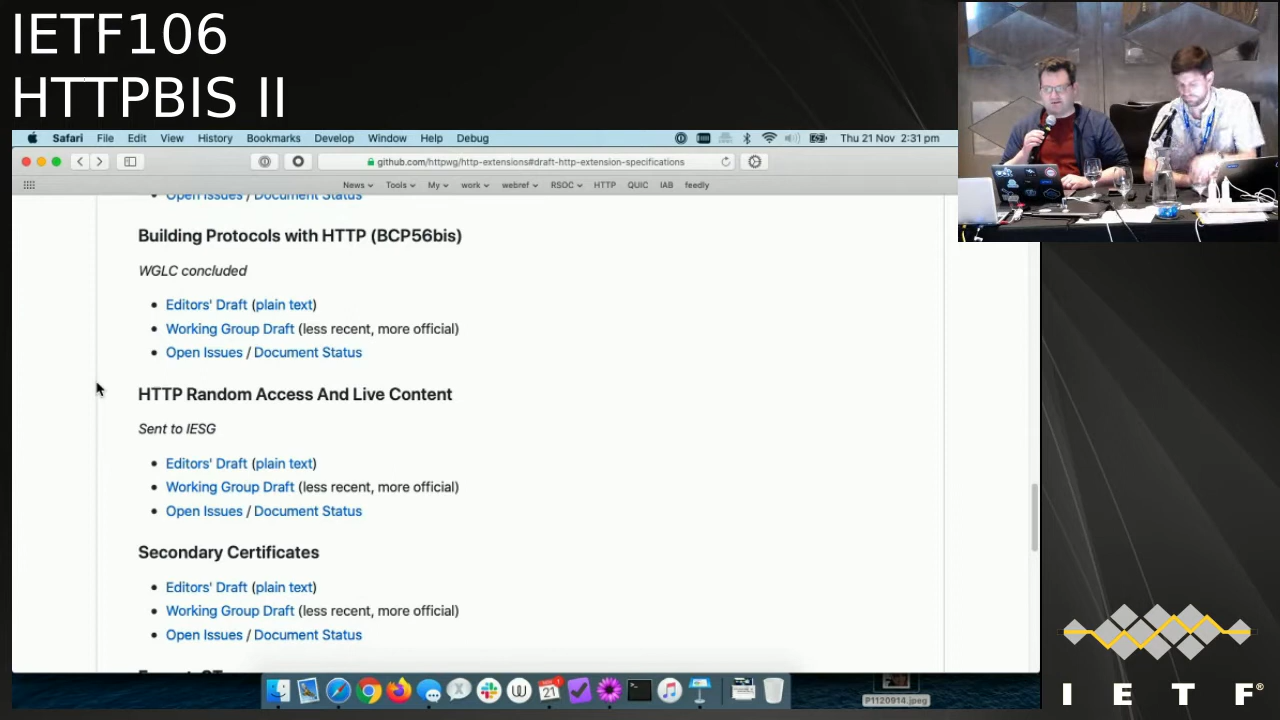 IETF106
HTTPBIS II
Safari File Edit View History Bookmarks Develop Window Help Debug Thu 21 Nov 2:31 pm
github.com/httpwg/http-extensions#draft-http-extension-specifications
News Tools My work webref RSOC HTTP QUIC IAB feedly
Open Issues / Document Status
Building Protocols with HTTP (BCP56bis)
WGLC concluded
Editors' Draft (plain text)
Working Group Draft (less recent, more official)
Open Issues / Document Status
HTTP Random Access And Live Content
Sent to IESG
Editors' Draft (plain text)
Working Group Draft (less recent, more official)
Open Issues / Document Status
Secondary Certificates
Editors' Draft (plain text)
Working Group Draft (less recent, more official)
Open Issues / Document Status
21
P1120914.jpeg
I E T F®